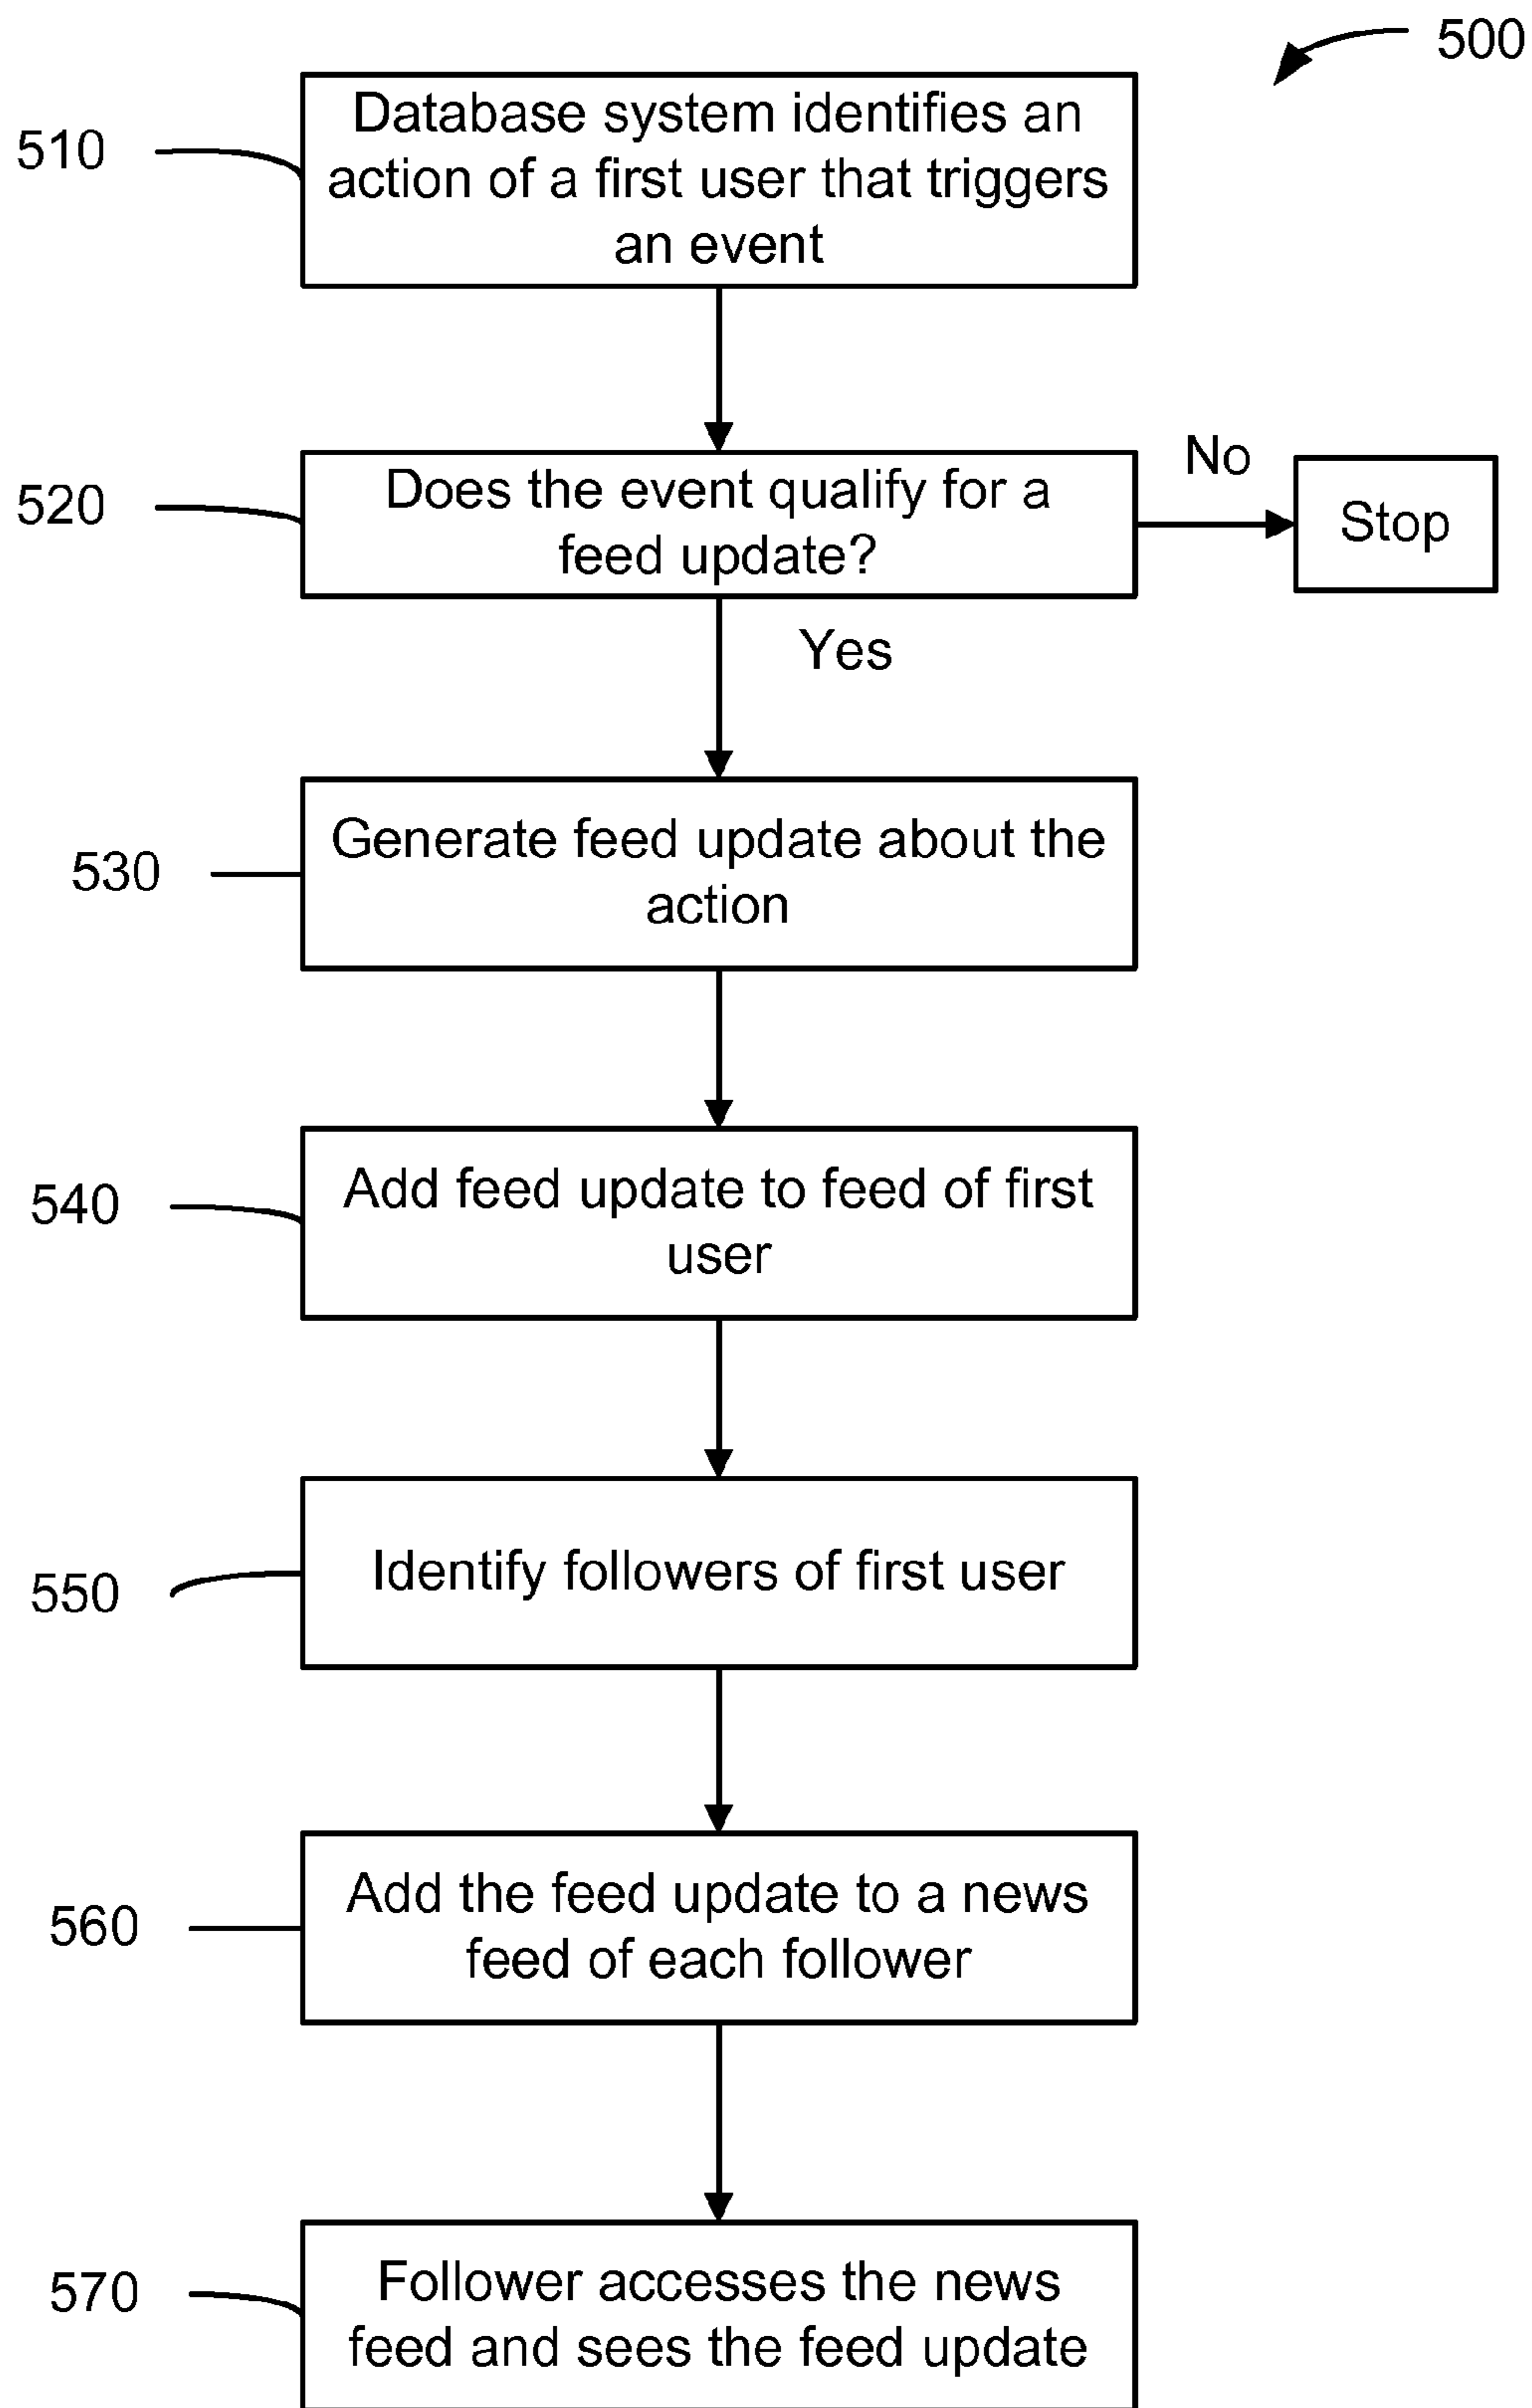 500
510
Database system identifies an
action of a first user that triggers
an event
520
Does the event qualify for a
feed update?
No
Stop
Yes
530
Generate feed update about the
action
540
Add feed update to feed of first
user
550
Identify followers of first user
560
Add the feed update to a news
feed of each follower
570
Follower accesses the news
feed and sees the feed update